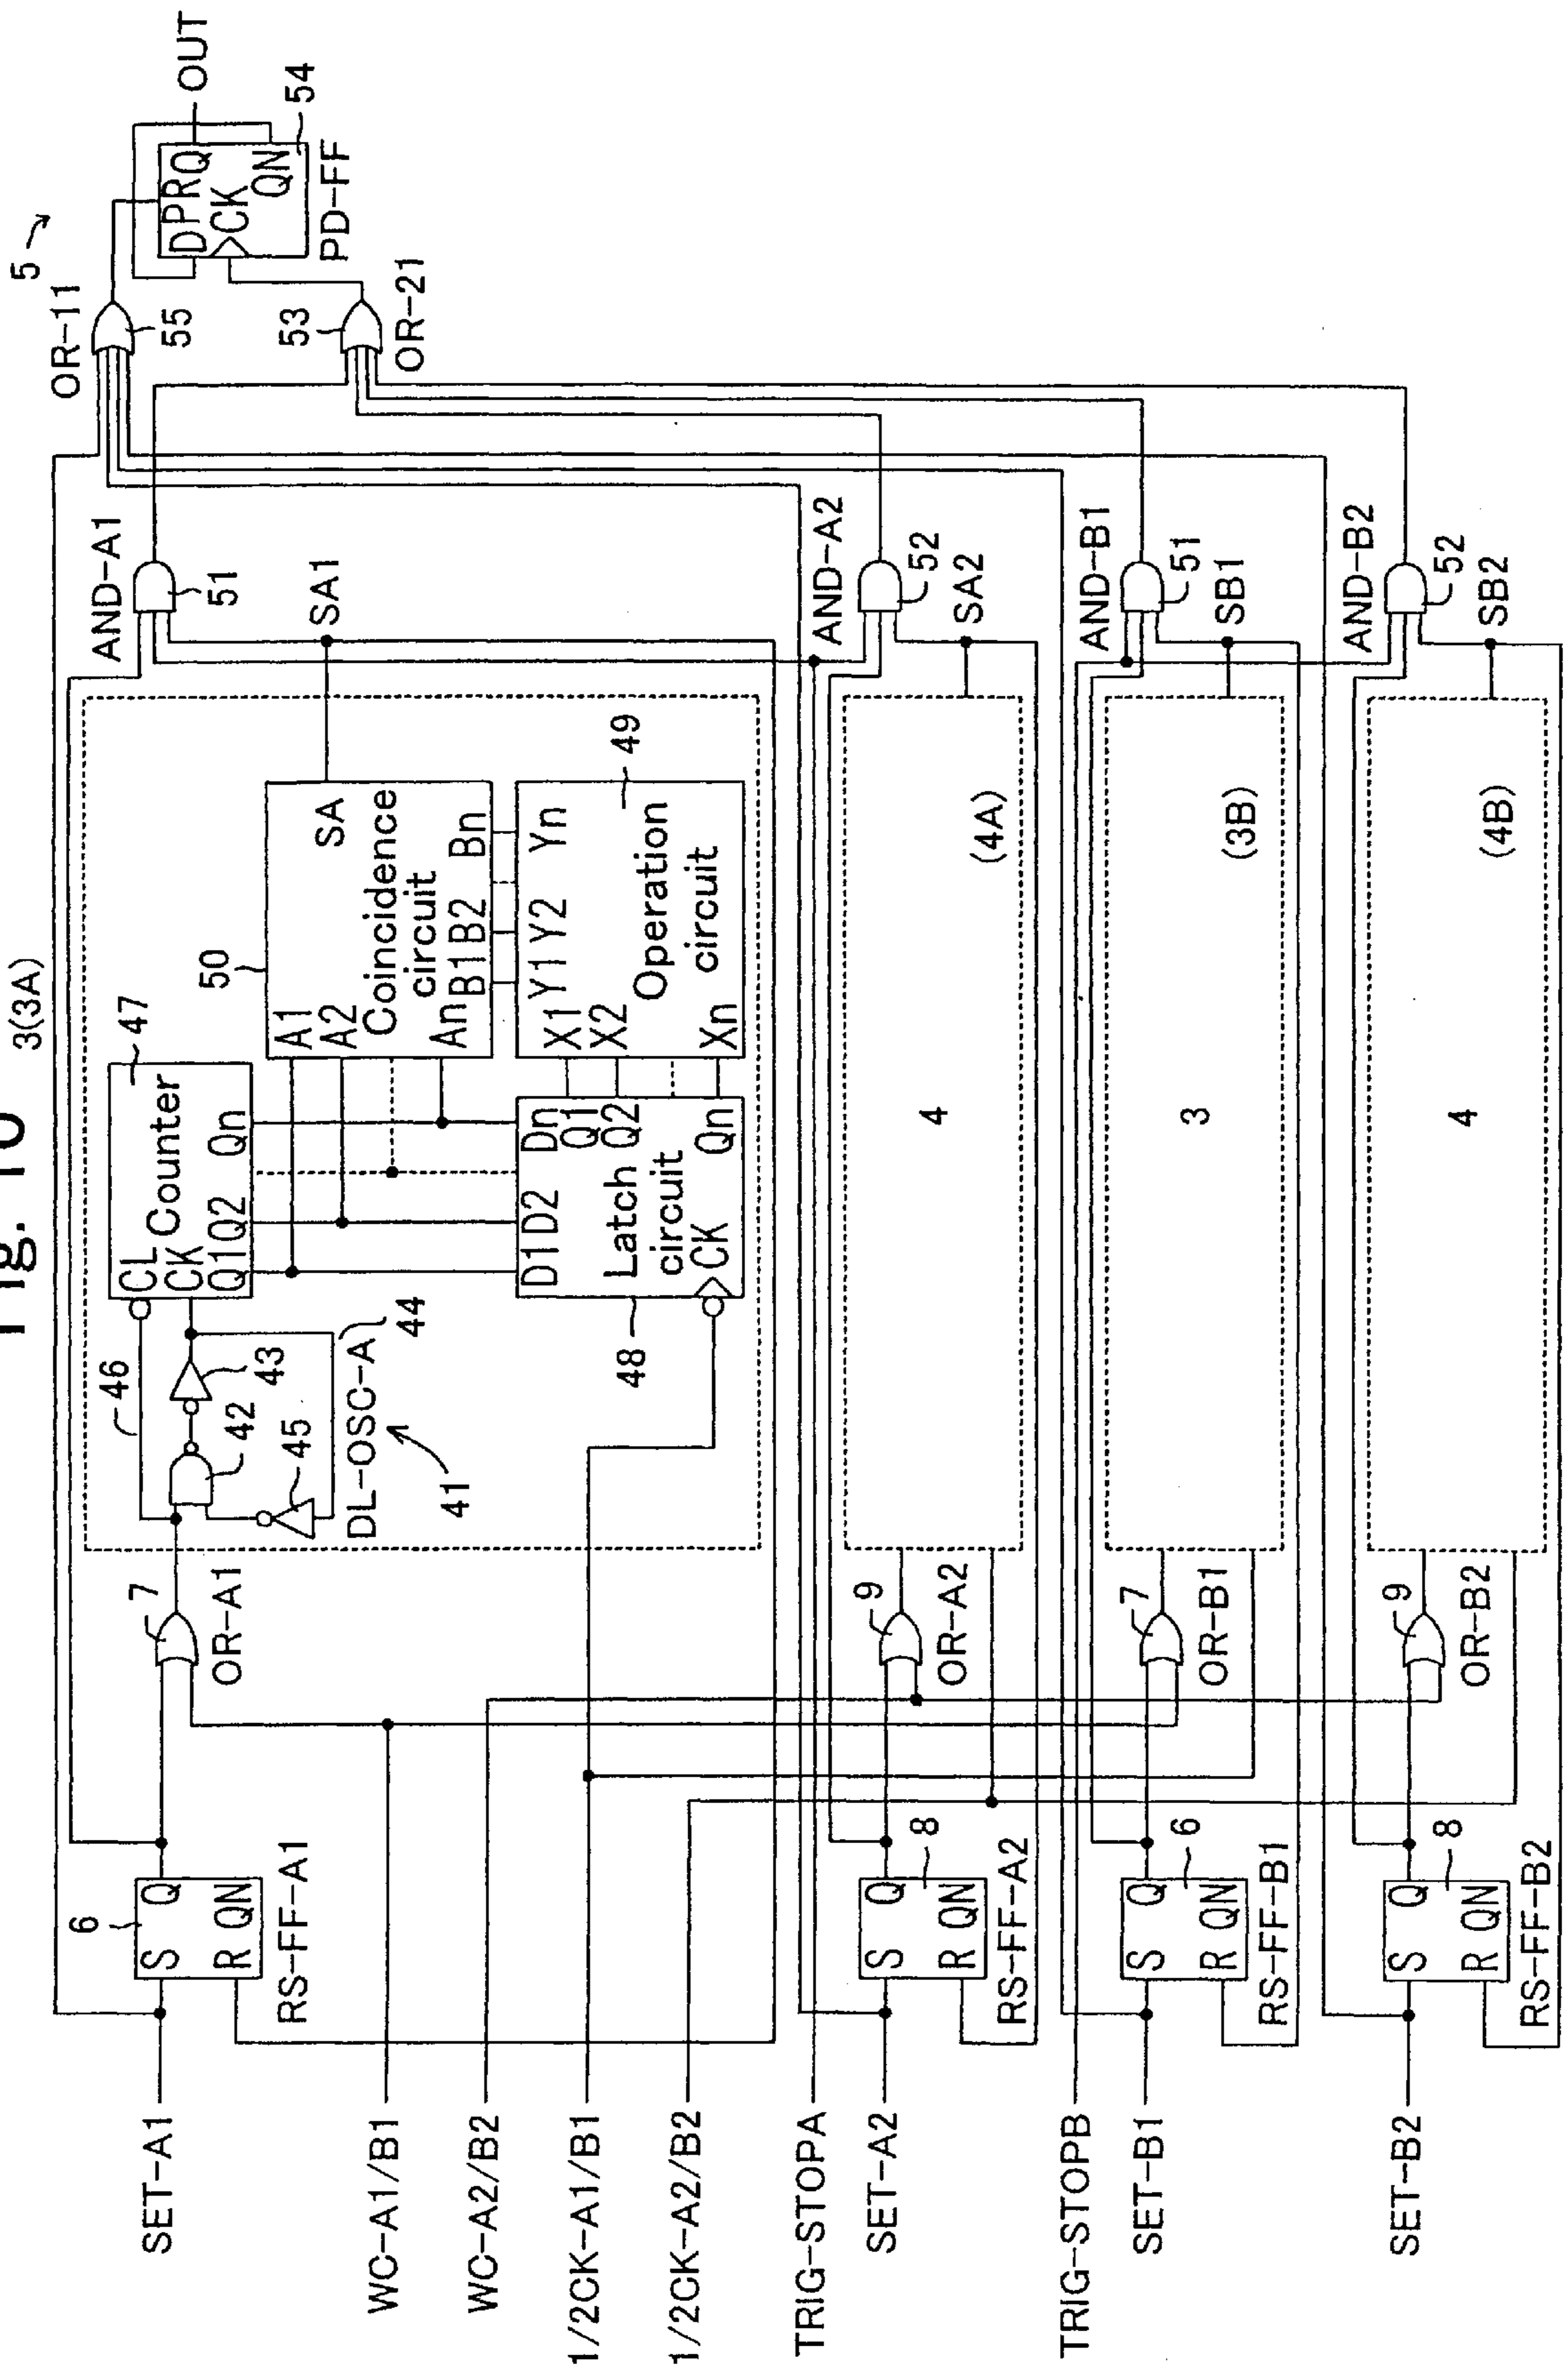 Fig. 10
3(3A)
5
SET-A1
6
S
Q
R
QN
RS-FF-A1
7
OR-A1
46
42
43
45
44
DL-OSC-A
41
47
CL
Counter
CK
Q1
Q2
Qn
D1
D2
Dn
Latch
circuit
Q1
Q2
Qn
CK
48
50
A1
A2
An
SA
Coincidence
circuit
B1
B2
Bn
Y1
Y2
Yn
X1
X2
Xn
Operation
circuit
49
SA1
AND-A1
51
OR-11
55
53
OR-21
D
PR
Q
CK
QN
PD-FF
54
OUT
WC-A1/B1
WC-A2/B2
1/2CK-A1/B1
1/2CK-A2/B2
TRIG-STOPA
SET-A2
S
Q
8
R
QN
RS-FF-A2
9
OR-A2
4
(4A)
AND-A2
52
SA2
TRIG-STOPB
SET-B1
S
Q
6
R
QN
RS-FF-B1
7
OR-B1
3
(3B)
AND-B1
51
SB1
SET-B2
S
Q
8
R
QN
RS-FF-B2
9
OR-B2
4
(4B)
AND-B2
52
SB2